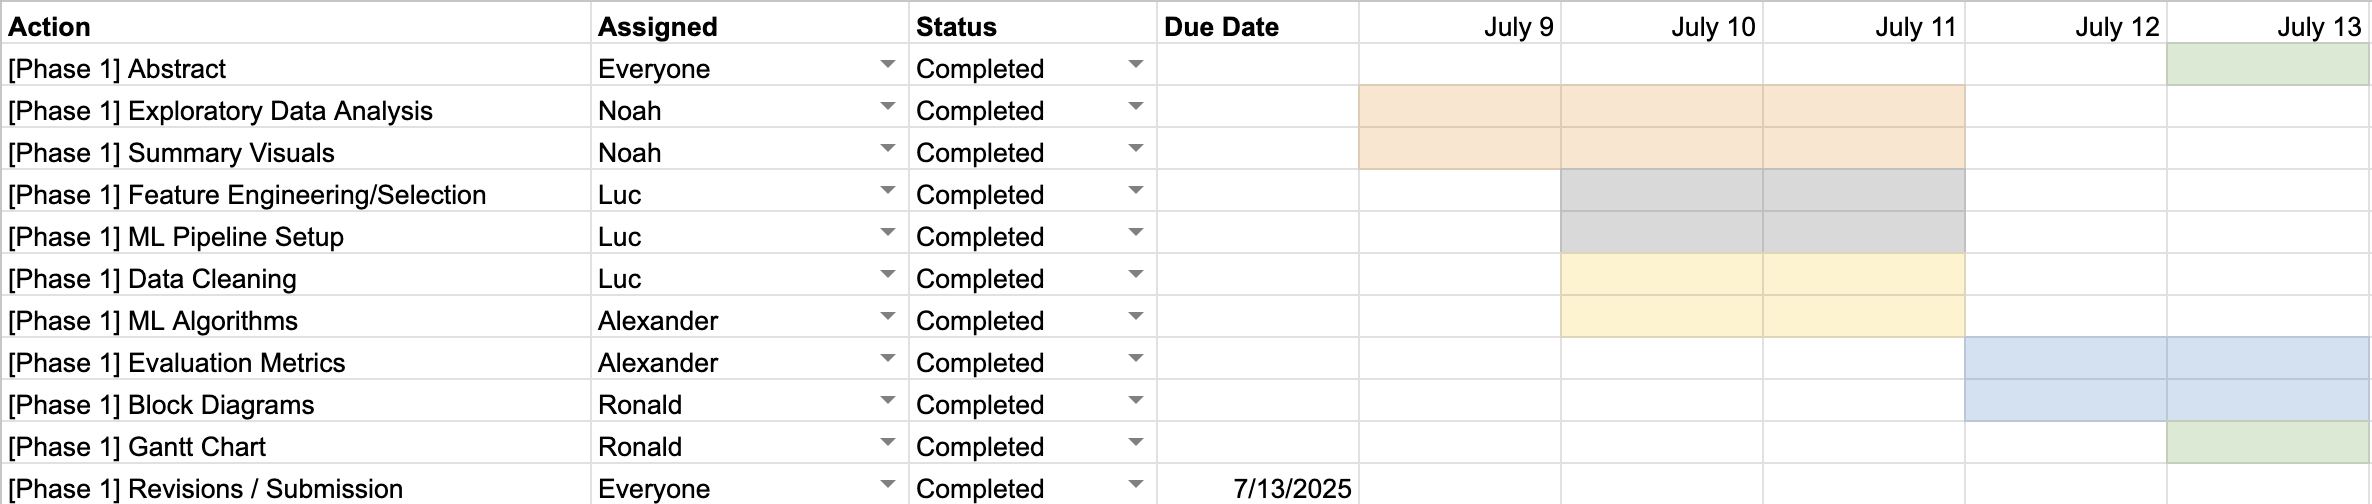 Action Assigned Status Due Date July 9 July 10 July 11 July 12 July 13
[Phase 1] Abstract Everyone Completed
[Phase 1] Exploratory Data Analysis Noah Completed
[Phase 1] Summary Visuals Noah Completed
[Phase 1] Feature Engineering/Selection Luc Completed
[Phase 1] ML Pipeline Setup Luc Completed
[Phase 1] Data Cleaning Luc Completed
[Phase 1] ML Algorithms Alexander Completed
[Phase 1] Evaluation Metrics Alexander Completed
[Phase 1] Block Diagrams Ronald Completed
[Phase 1] Gantt Chart Ronald Completed
[Phase 1] Revisions / Submission Everyone Completed 7/13/2025